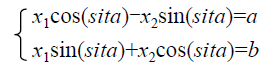 x₁cos(sita)−x₂sin(sita)=a
x₁sin(sita)+x₂cos(sita)=b